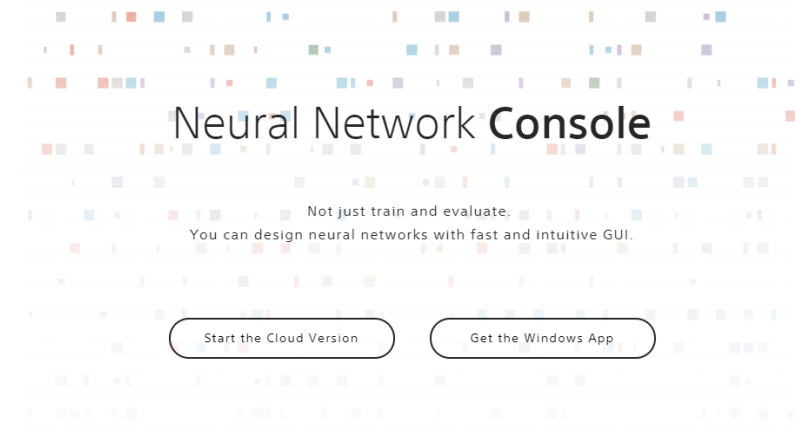 Neural Network Console
Not just train and evaluate.
You can design neural networks with fast and intuitive GUI.
Start the Cloud Version
Get the Windows App